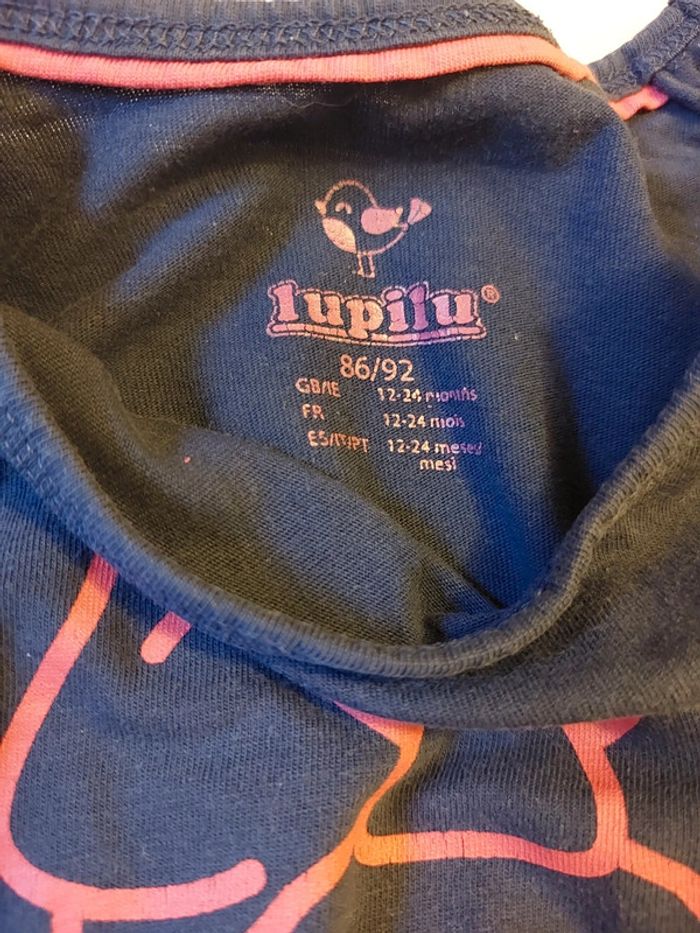 lupilu®
86/92
GB/IE 12-24 months
FR 12-24 mois
ES/IT/PT 12-24 meses/
mesi